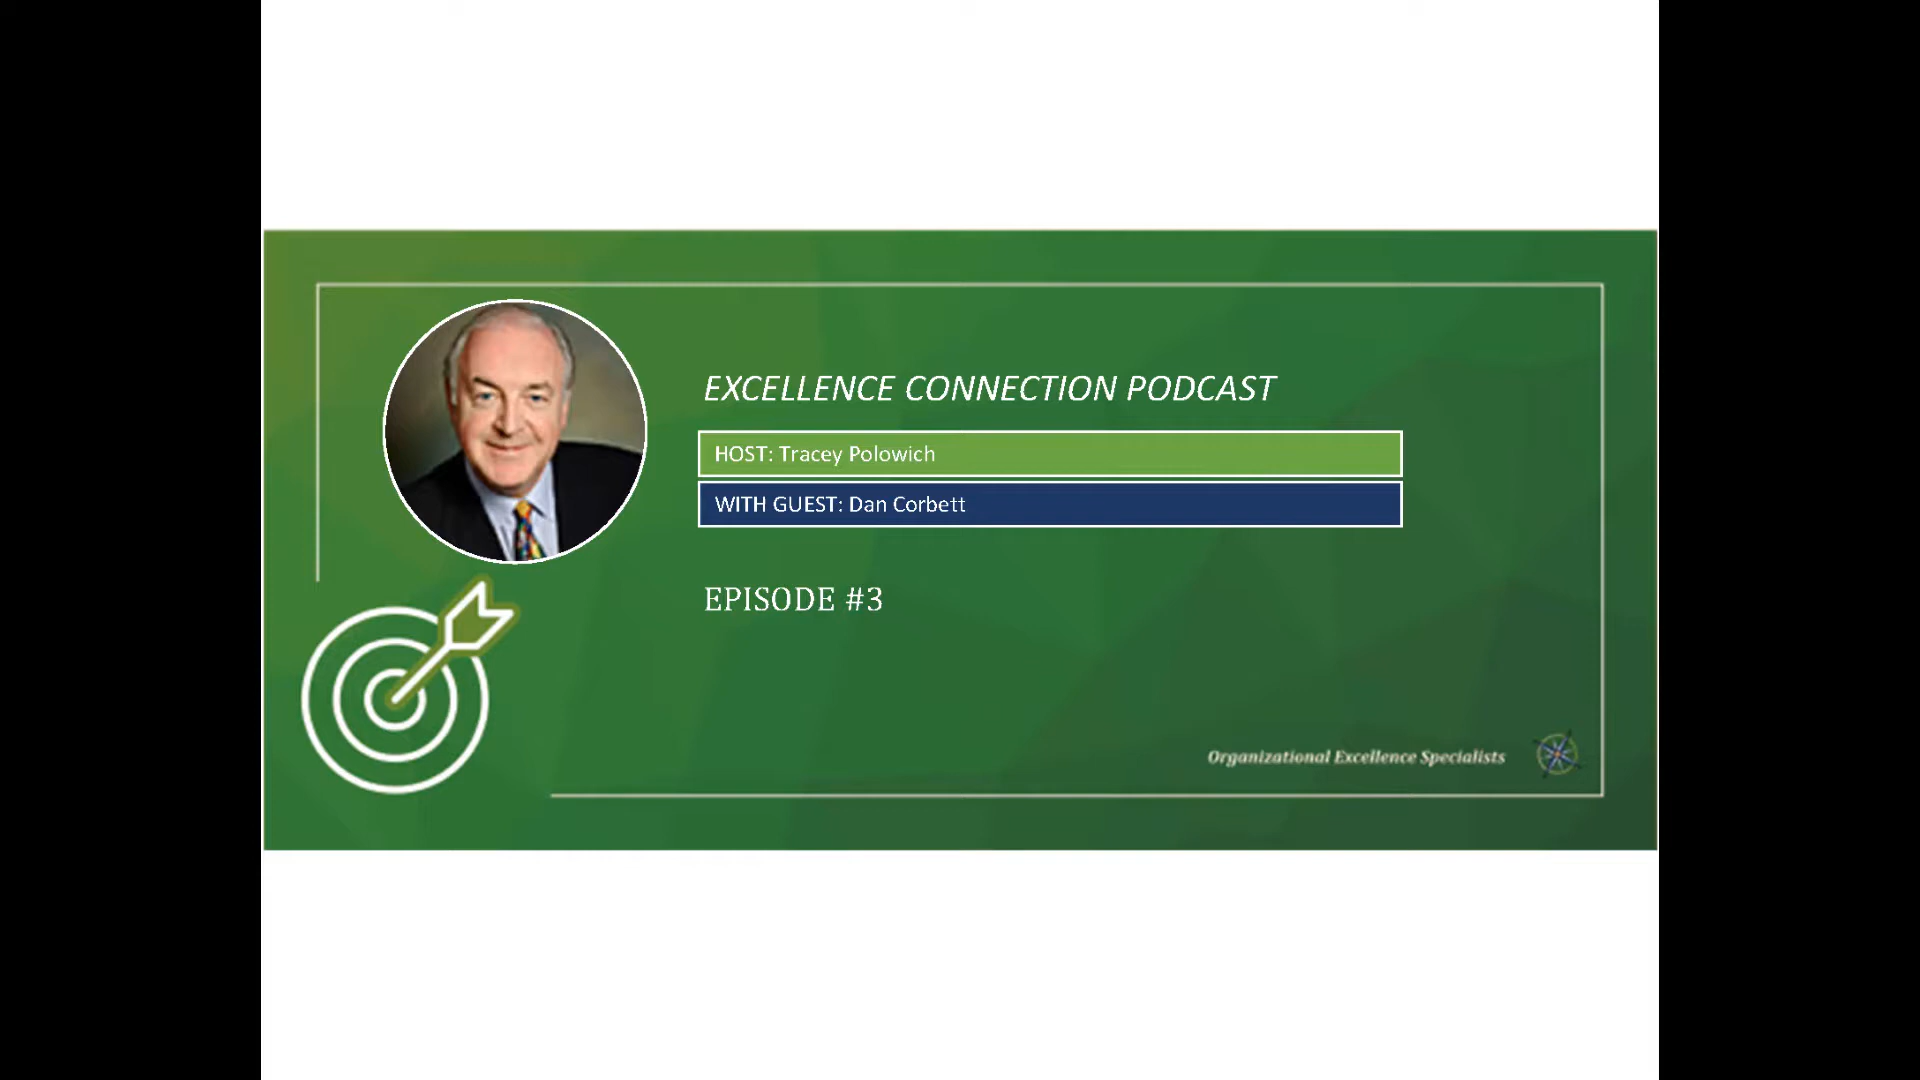 EXCELLENCE CONNECTION PODCAST
HOST: Tracey Polowich
WITH GUEST: Dan Corbett
EPISODE #3
Organizational Excellence Specialists